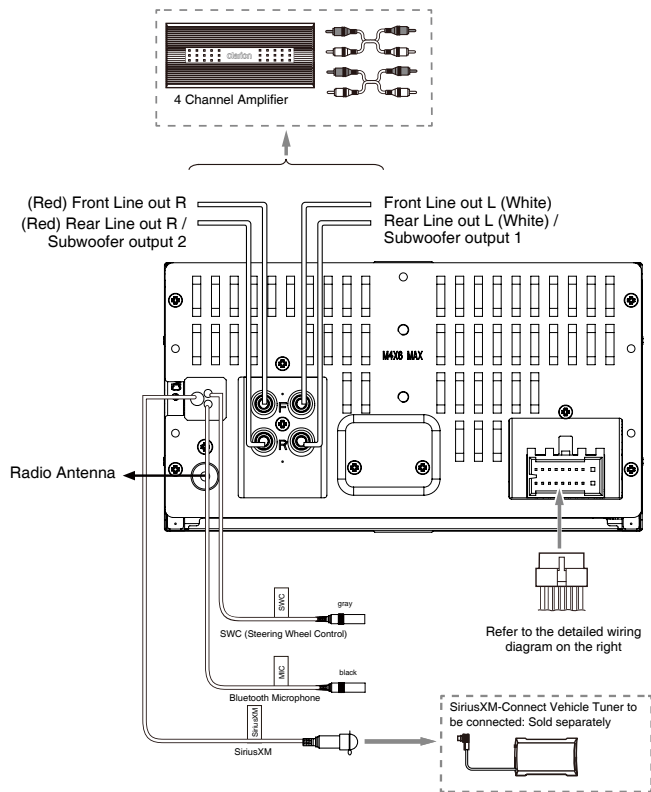 clarion
4 Channel Amplifier
(Red) Front Line out R
(Red) Rear Line out R /
Subwoofer output 2
Front Line out L (White)
Rear Line out L (White) /
Subwoofer output 1
M4X6 MAX
F
R
Radio Antenna
SWC
gray
SWC (Steering Wheel Control)
MIC
black
Bluetooth Microphone
SiriusXM
SiriusXM
Refer to the detailed wiring
diagram on the right
SiriusXM-Connect Vehicle Tuner to
be connected: Sold separately